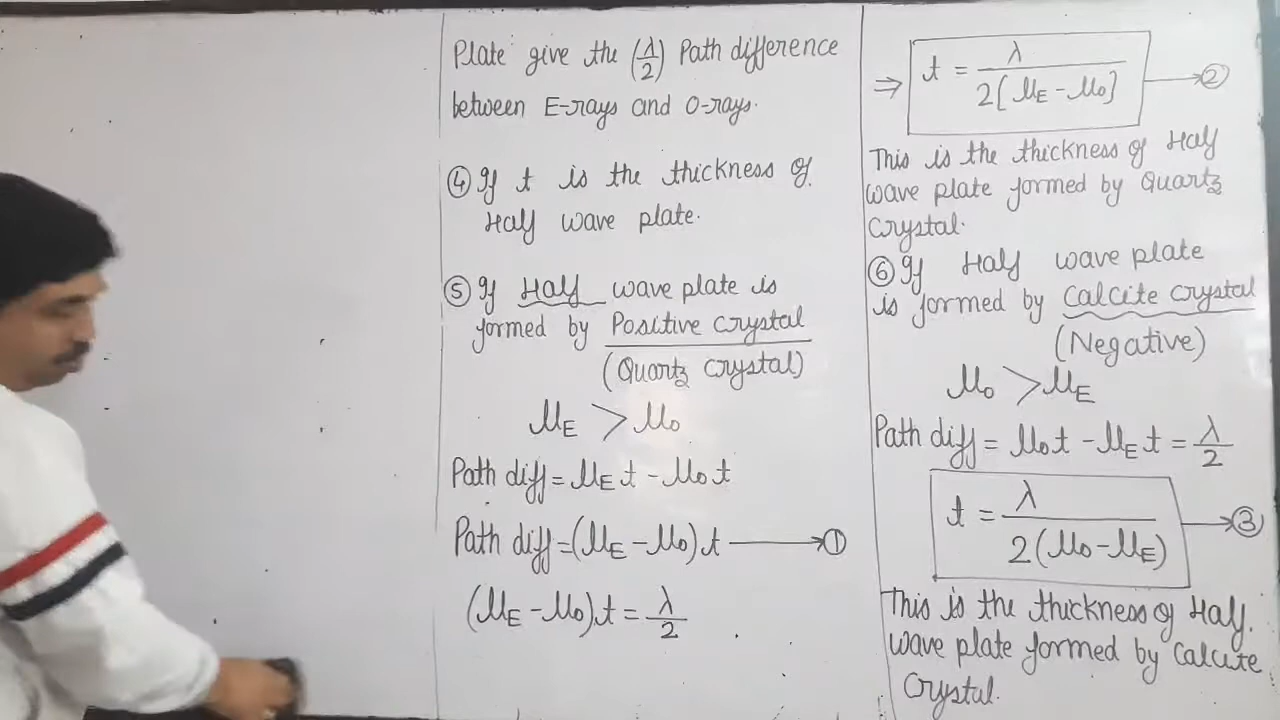 Plate give the (λ/2) Path difference
between E-rays and O-rays.
④ If t is the thickness of
Half wave plate.
⑤ If Half wave plate is
formed by Positive crystal
(Quartz crystal)
μE > μo
Path diff = μE t - μo t
Path diff = (μE - μo) t → ①
(μE - μo) t = λ/2
⇒ t = λ/2[μE - μo] → ②
This is the thickness of Half
wave plate formed by Quartz
Crystal.
⑥ If Half wave plate
is formed by Calcite crystal
(Negative)
μo > μE
Path diff = μo t - μE t = λ/2
t = λ/2(μo - μE) → ③
This is the thickness of Half.
wave plate formed by Calcite
Crystal.